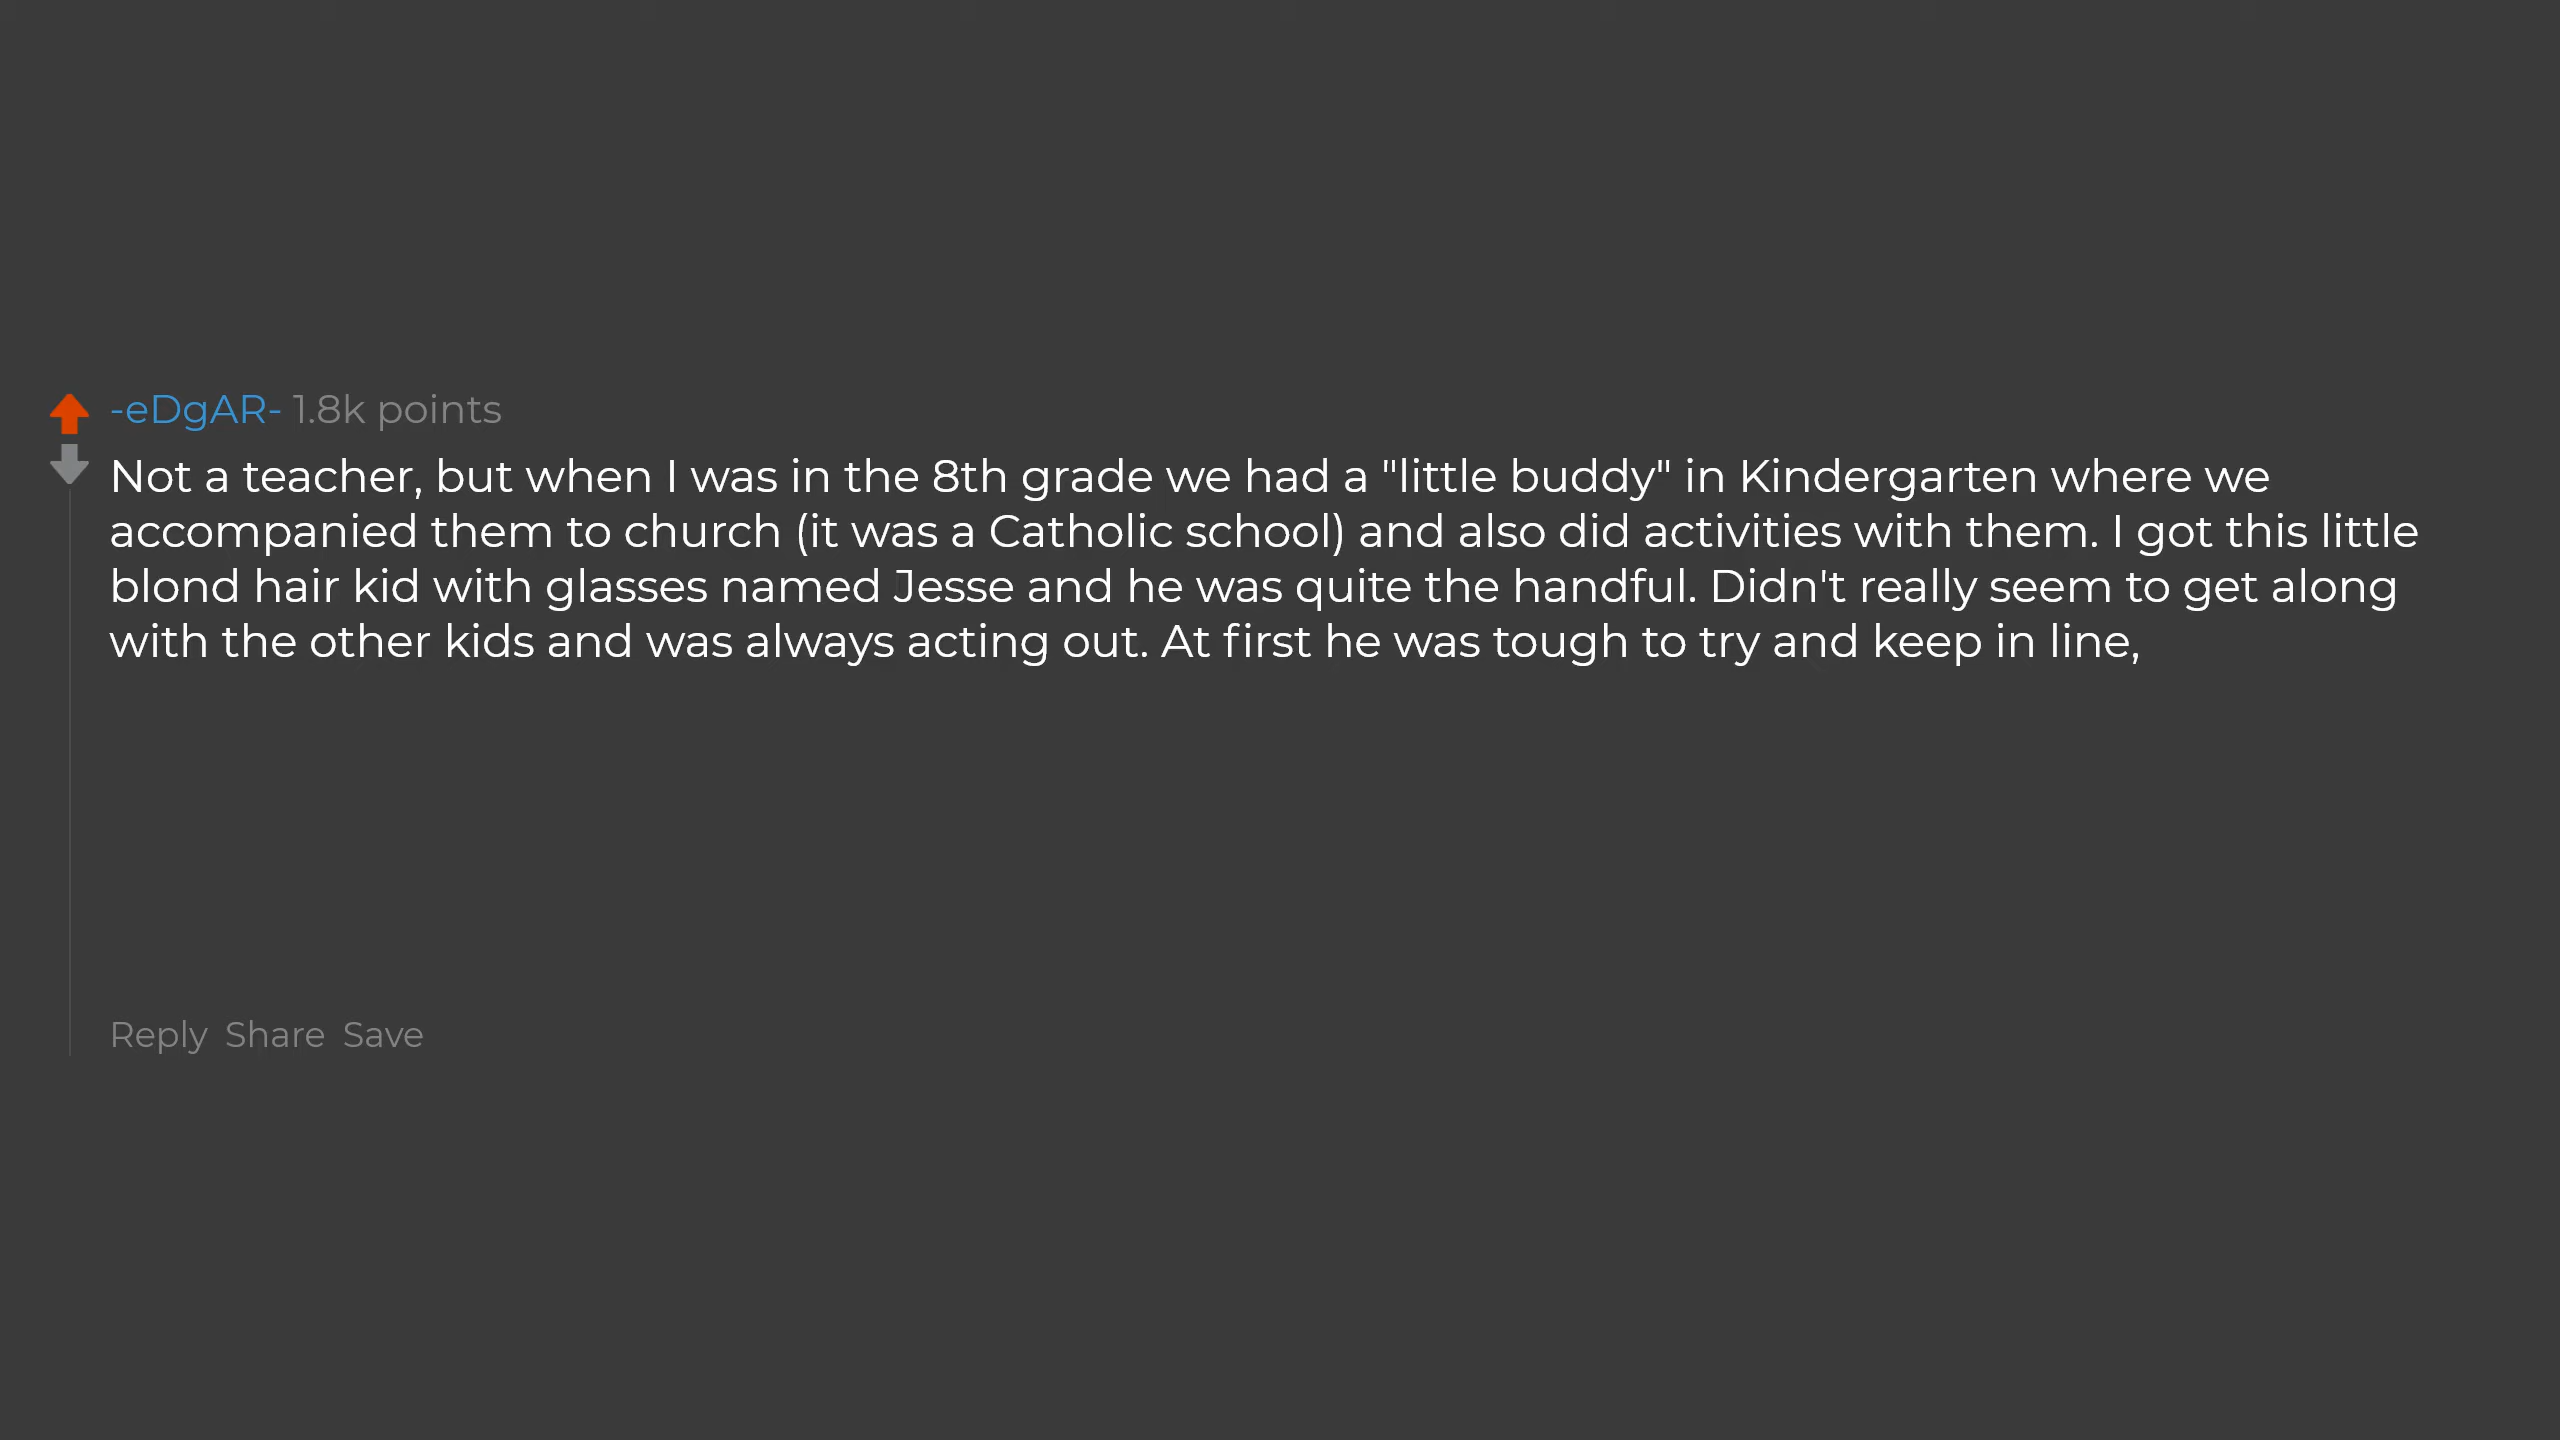 -eDgAR- 1.8k points
Not a teacher, but when I was in the 8th grade we had a "little buddy" in Kindergarten where we
accompanied them to church (it was a Catholic school) and also did activities with them. I got this little
blond hair kid with glasses named Jesse and he was quite the handful. Didn't really seem to get along
with the other kids and was always acting out. At first he was tough to try and keep in line,
Reply Share Save